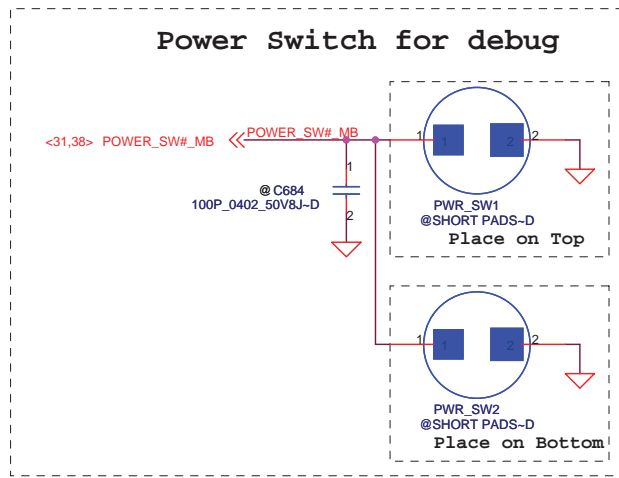 Power Switch for debug
<31,38> POWER_SW#_MB
POWER_SW#_MB
1
1
2
2
1
@ C684
100P_0402_50V8J~D
2
PWR_SW1
@SHORT PADS~D
Place on Top
1
1
2
2
PWR_SW2
@SHORT PADS~D
Place on Bottom